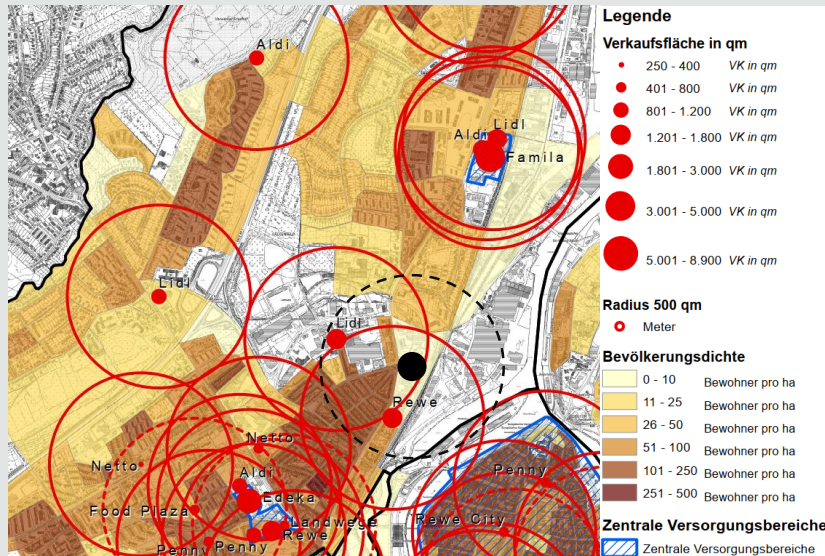 Aldi
Lidl
Aldi
Famila
Lidl
Lidl
Rewe
Netto
Netto
Aldi
Edeka
Food Plaza
Landwege
Rewe
Penny
Penny
Penny
Rewe City
Legende
Verkaufsfläche in qm
250 - 400 VK in qm
401 - 800 VK in qm
801 - 1.200 VK in qm
1.201 - 1.800 VK in qm
1.801 - 3.000 VK in qm
3.001 - 5.000 VK in qm
5.001 - 8.900 VK in qm
Radius 500 qm
Meter
Bevölkerungsdichte
0 - 10 Bewohner pro ha
11 - 25 Bewohner pro ha
26 - 50 Bewohner pro ha
51 - 100 Bewohner pro ha
101 - 250 Bewohner pro ha
251 - 500 Bewohner pro ha
Zentrale Versorgungsbereiche
Zentrale Versorgungsbereiche